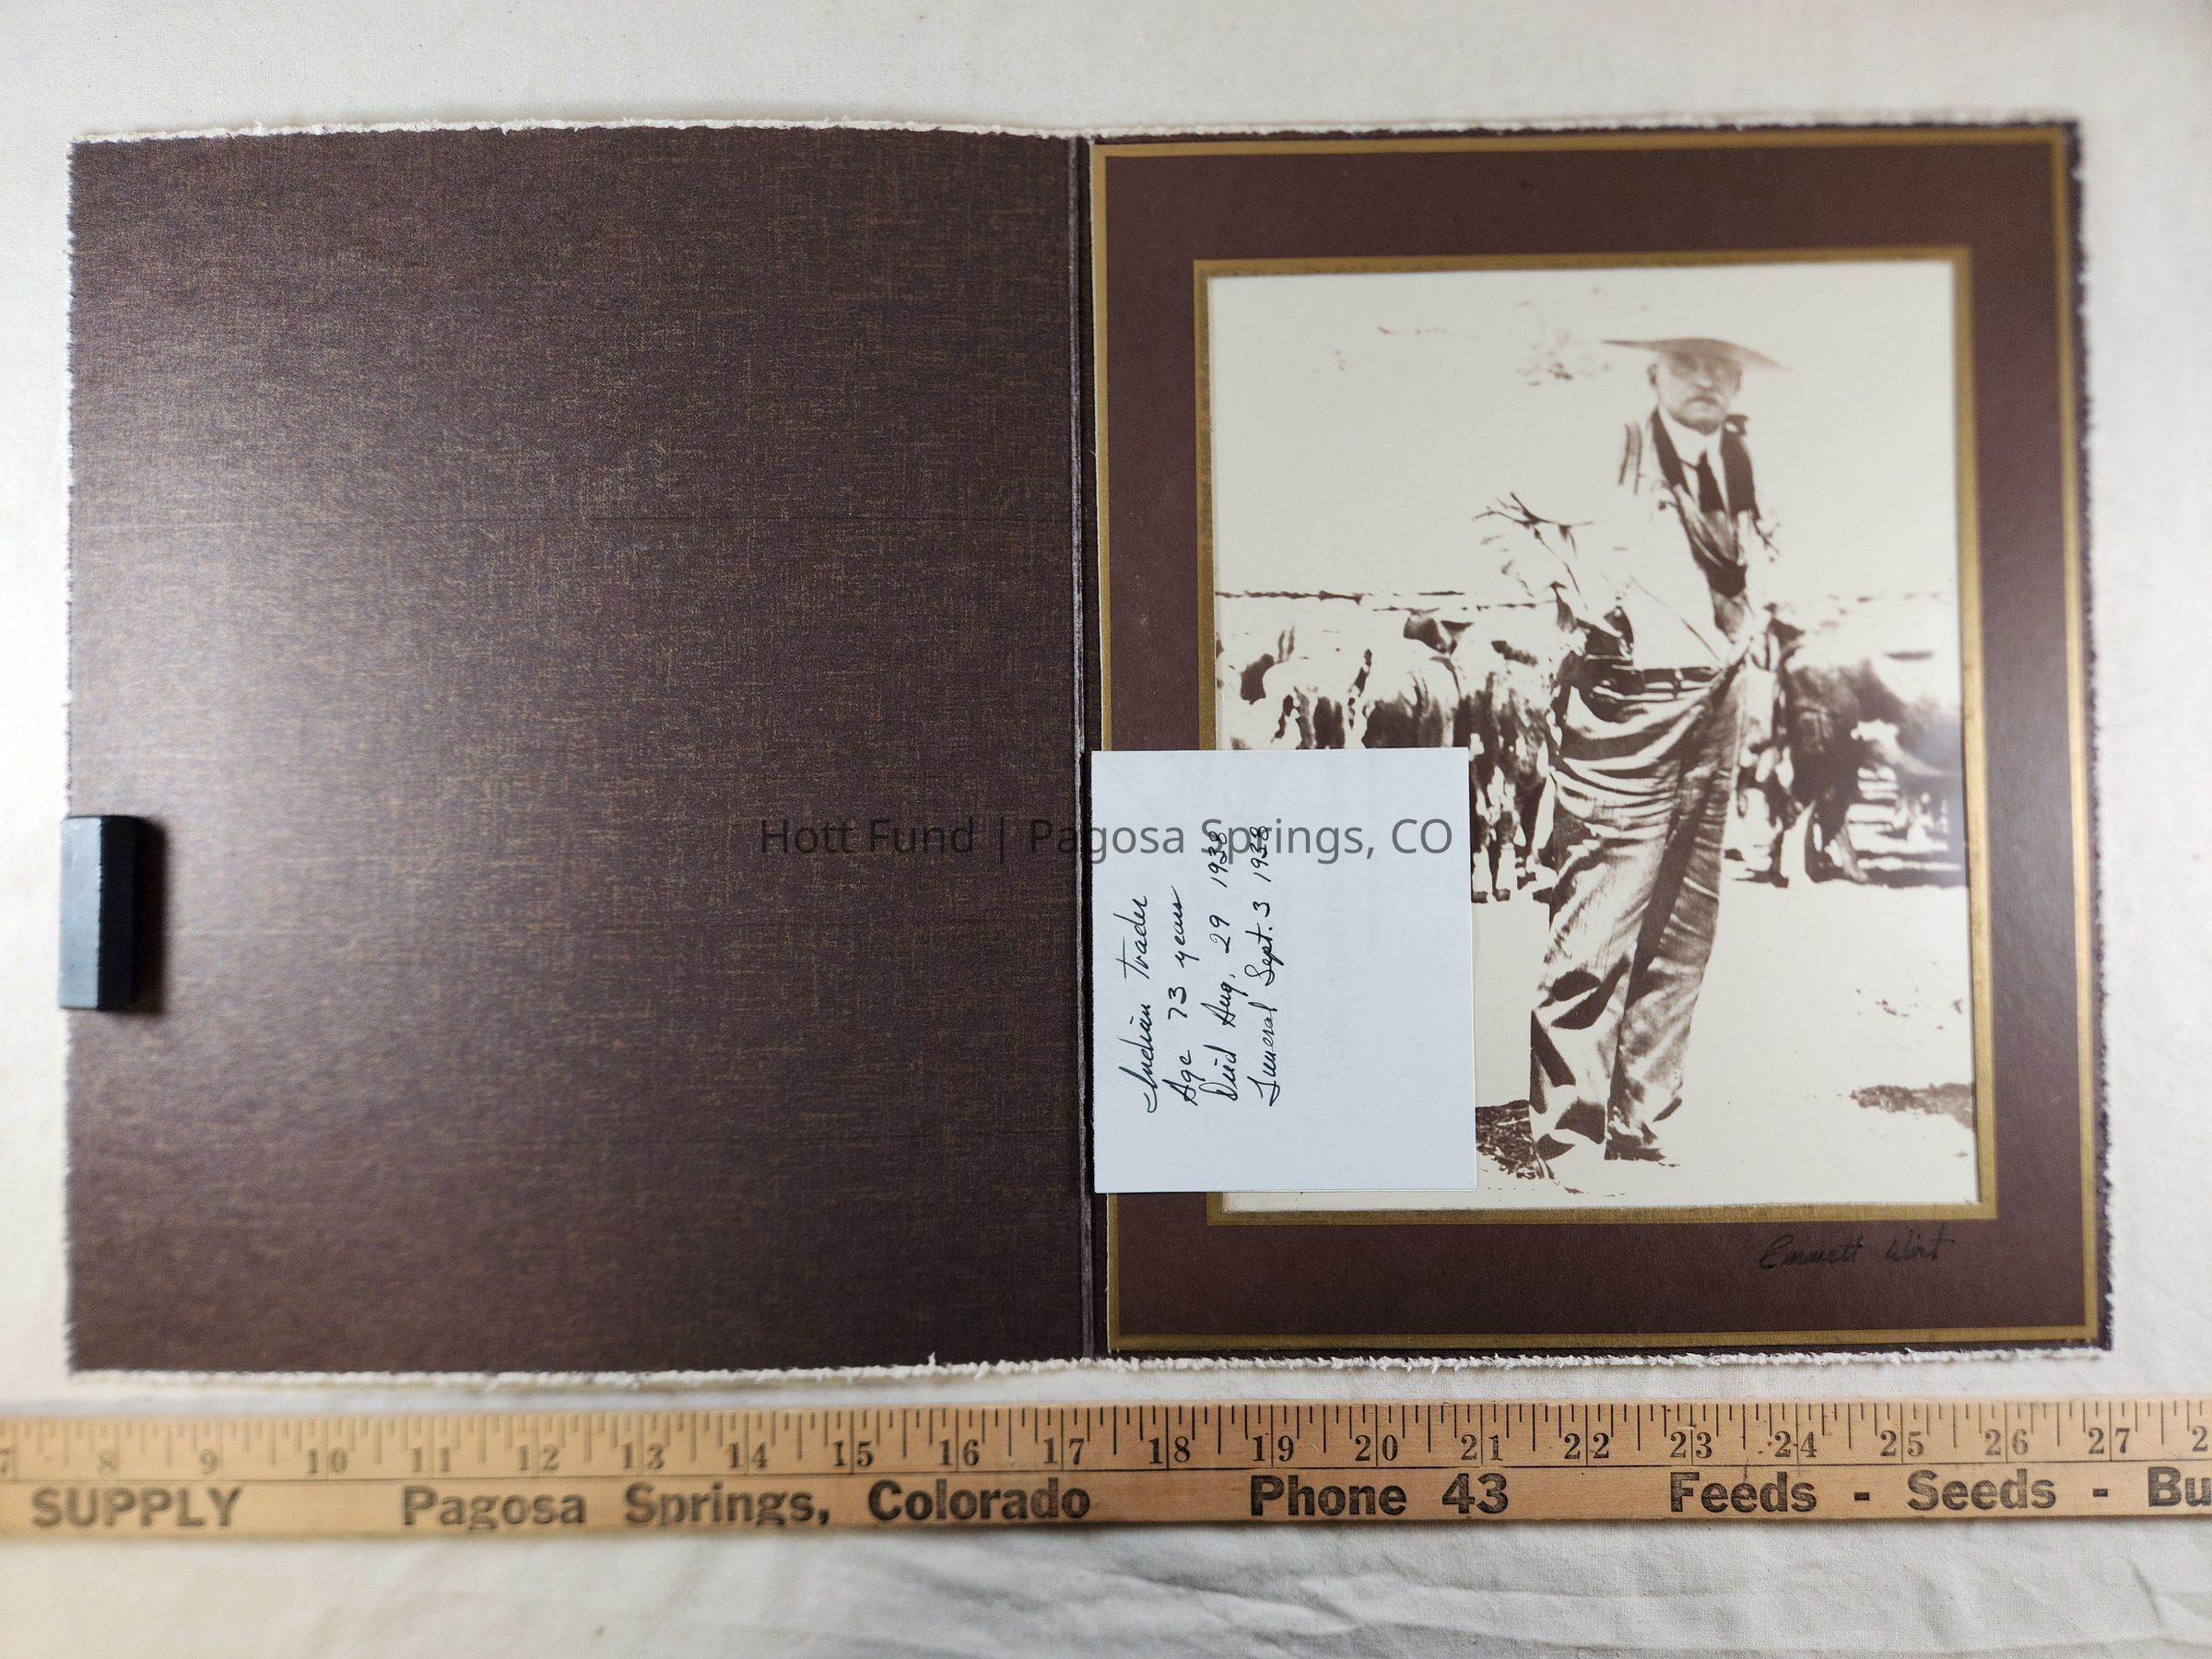 Hott Fund | Pagosa Springs, CO
Indian Trader
Age 73 years
Died Aug. 29 1938
Funeral Sept. 3 1938
Emmett Wirt
7 8 9 10 11 12 13 14 15 16 17 18 19 20 21 22 23 24 25 26 27 2
SUPPLY Pagosa Springs, Colorado Phone 43 Feeds - Seeds - Bu